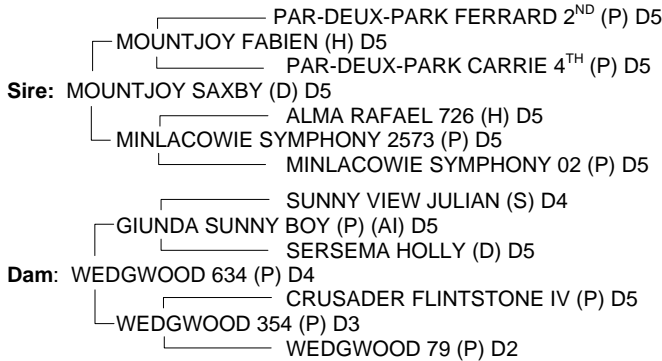 PAR-DEUX-PARK FERRARD 2ND (P) D5
MOUNTJOY FABIEN (H) D5
PAR-DEUX-PARK CARRIE 4TH (P) D5
Sire: MOUNTJOY SAXBY (D) D5
ALMA RAFAEL 726 (H) D5
MINLACOWIE SYMPHONY 2573 (P) D5
MINLACOWIE SYMPHONY 02 (P) D5
SUNNY VIEW JULIAN (S) D4
GIUNDA SUNNY BOY (P) (AI) D5
SERSEMA HOLLY (D) D5
Dam: WEDGWOOD 634 (P) D4
CRUSADER FLINTSTONE IV (P) D5
WEDGWOOD 354 (P) D3
WEDGWOOD 79 (P) D2